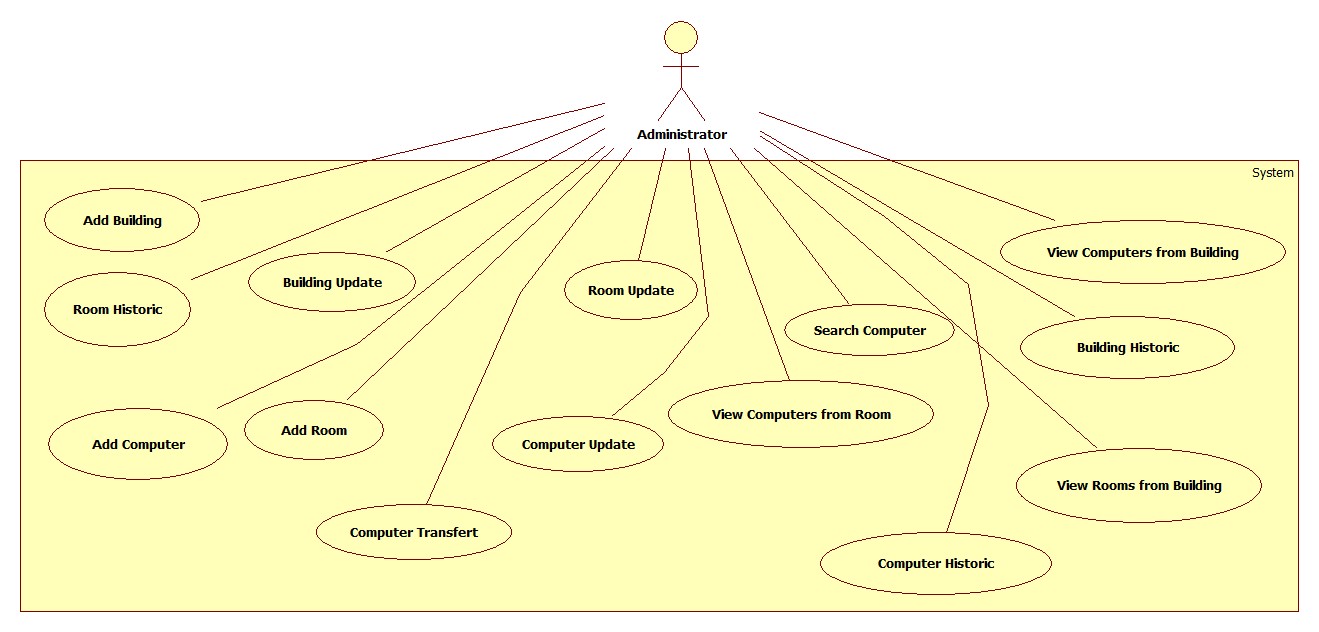 Administrator
System
Add Building
View Computers from Building
Building Update
Room Update
Room Historic
Search Computer
Building Historic
View Computers from Room
Add Room
Add Computer
Computer Update
View Rooms from Building
Computer Transfert
Computer Historic